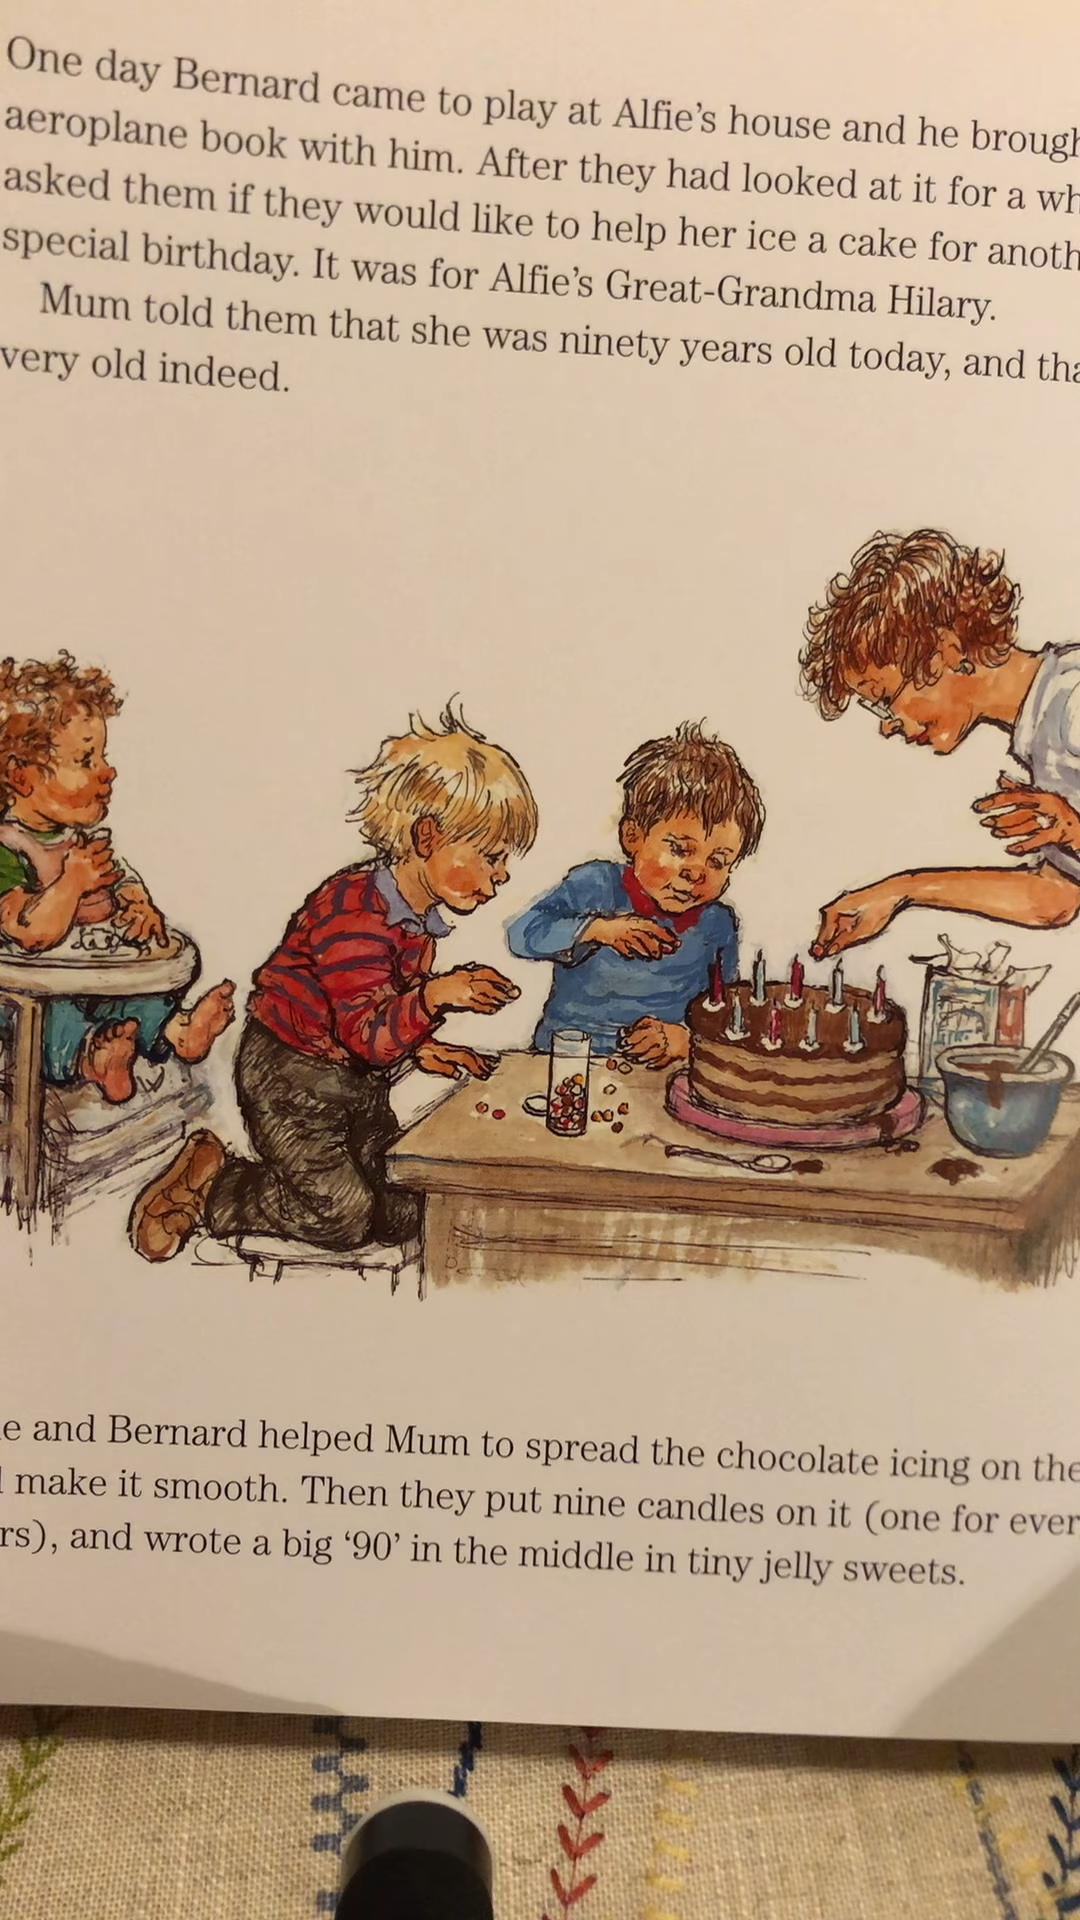 One day Bernard came to play at Alfie's house and he brough
aeroplane book with him. After they had looked at it for a wh
asked them if they would like to help her ice a cake for anoth
special birthday. It was for Alfie's Great-Grandma Hilary.
Mum told them that she was ninety years old today, and tha
very old indeed.
e and Bernard helped Mum to spread the chocolate icing on the
make it smooth. Then they put nine candles on it (one for ever
rs), and wrote a big ‘90’ in the middle in tiny jelly sweets.